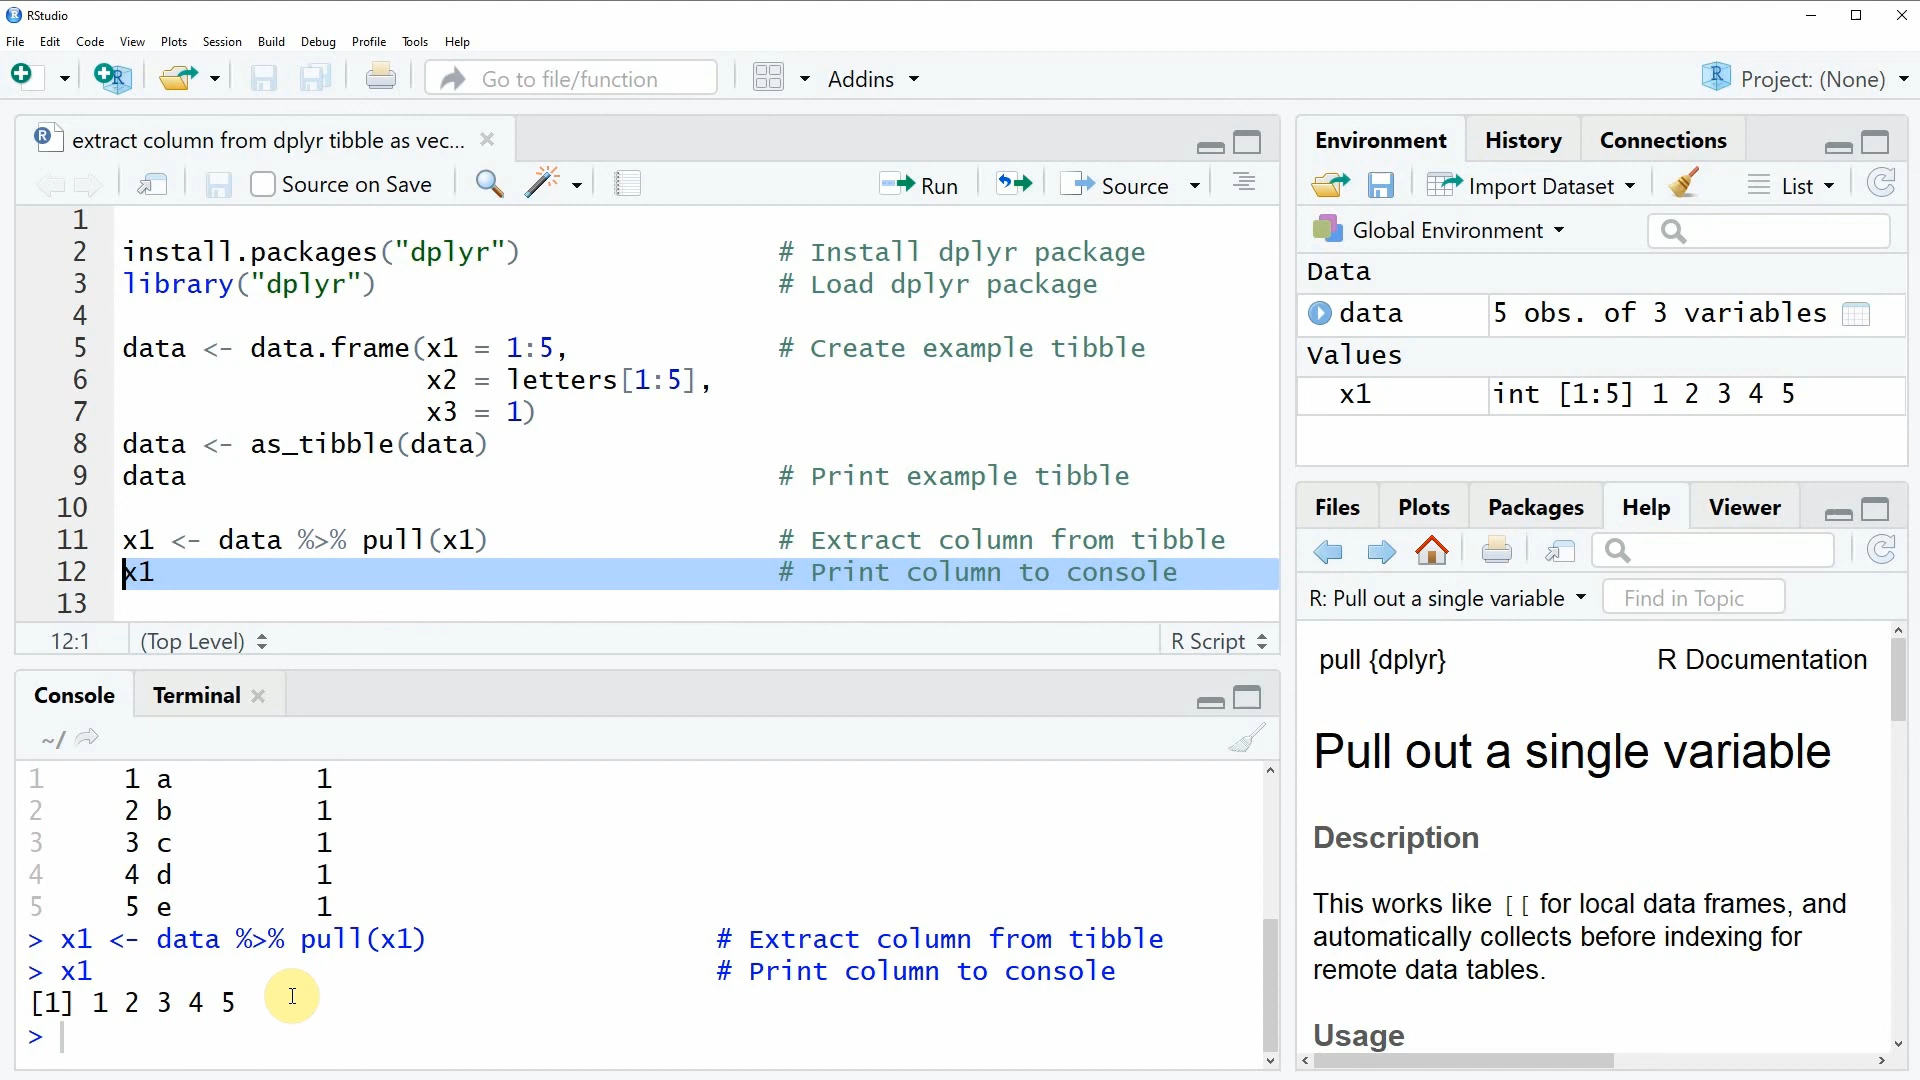 RStudio
File Edit Code View Plots Session Build Debug Profile Tools Help
Go to file/function
Addins
Project: (None)
extract column from dplyr tibble as vec...
Source on Save
Run
Source
1
2 install.packages("dplyr") # Install dplyr package
3 library("dplyr") # Load dplyr package
4
5 data <- data.frame(x1 = 1:5, # Create example tibble
6 x2 = letters[1:5],
7 x3 = 1)
8 data <- as_tibble(data)
9 data # Print example tibble
10
11 x1 <- data %>% pull(x1) # Extract column from tibble
12 x1 # Print column to console
13
12:1 (Top Level) R Script
Console Terminal
~/
1 1 a 1
2 2 b 1
3 3 c 1
4 4 d 1
5 5 e 1
> x1 <- data %>% pull(x1) # Extract column from tibble
> x1 # Print column to console
[1] 1 2 3 4 5
>
Environment History Connections
Import Dataset List
Global Environment
Data
data 5 obs. of 3 variables
Values
x1 int [1:5] 1 2 3 4 5
Files Plots Packages Help Viewer
R: Pull out a single variable Find in Topic
pull {dplyr} R Documentation
Pull out a single variable
Description
This works like [[ for local data frames, and
automatically collects before indexing for
remote data tables.
Usage